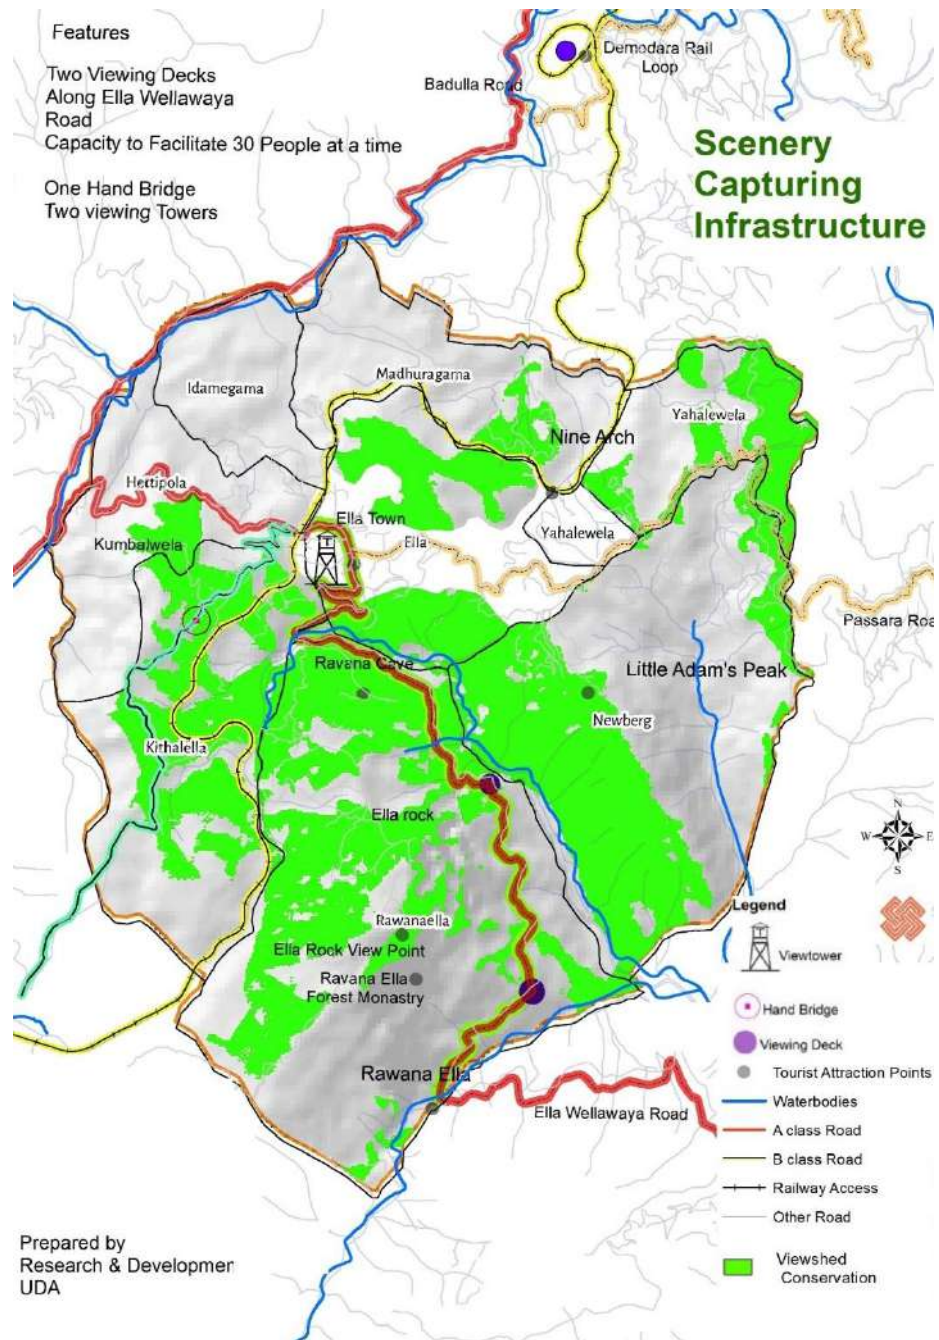 Features
Two Viewing Decks
Along Ella Wellawaya
Road
Capacity to Facilitate 30 People at a time
One Hand Bridge
Two viewing Towers
Demodara Rail
Loop
Badulla Road
Scenery
Capturing
Infrastructure
Idamegama
Madhuragama
Yahalewela
Nine Arch
Hettipola
Ella Town
Kumbalwela
Ella
Yahalewela
Passara Roa
Ravana Cave
Little Adam's Peak
Newberg
Kithalella
Ella rock
N
W
E
S
Rawanaella
Ella Rock View Point
Ravana Ella
Forest Monastry
Rawana Ella
Ella Wellawaya Road
Legend
Viewtower
Hand Bridge
Viewing Deck
Tourist Attraction Points
Waterbodies
A class Road
B class Road
Railway Access
Other Road
Viewshed
Conservation
Prepared by
Research & Developmer
UDA